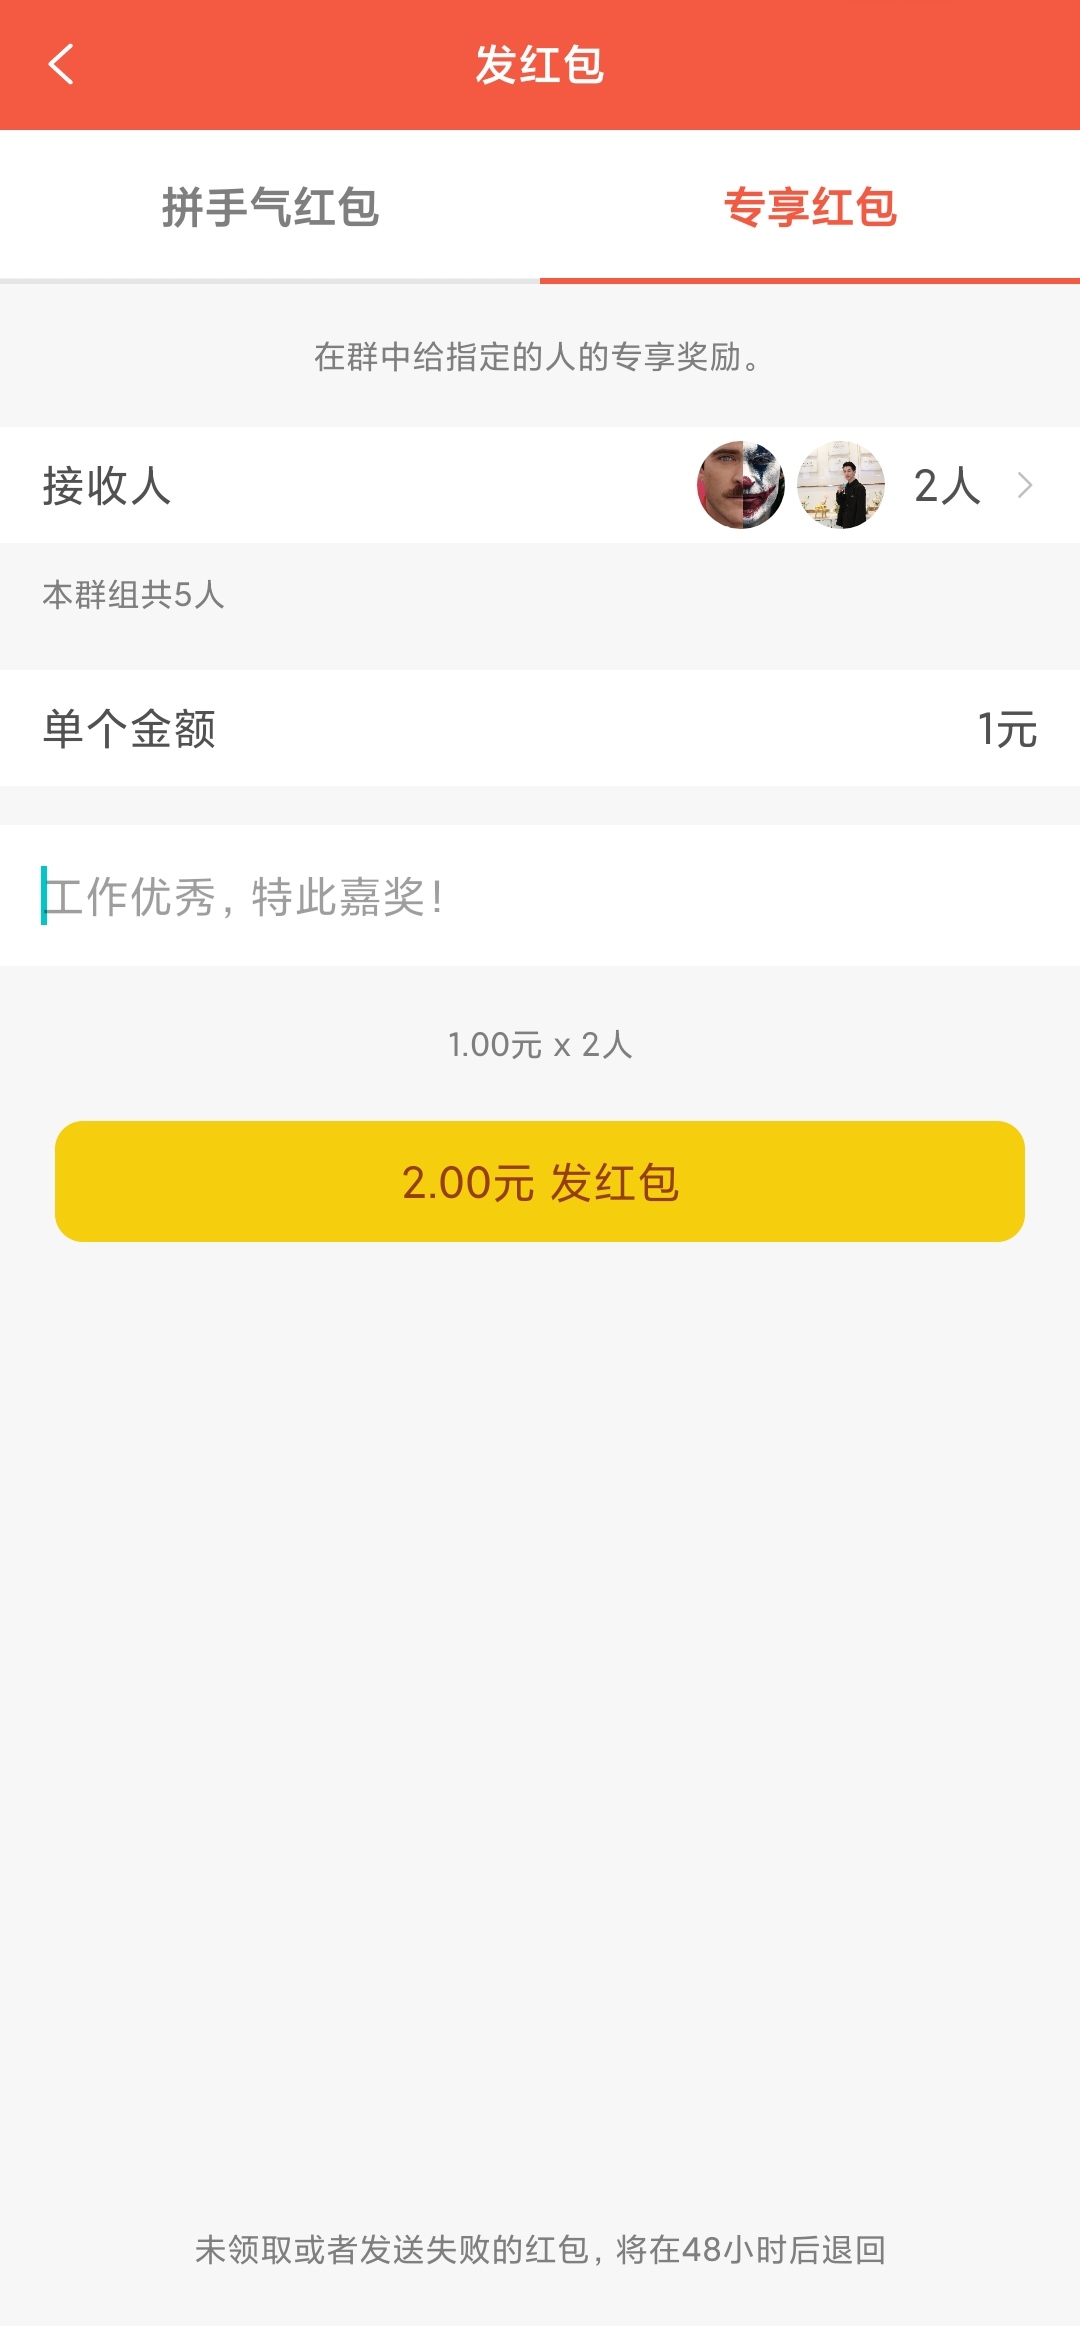 发红包
拼手气红包 专享红包
在群中给指定的人的专享奖励。
接收人 2人
本群组共5人
单个金额 1元
工作优秀,特此嘉奖!
1.00元 x 2人
2.00元 发红包
未领取或者发送失败的红包,将在48小时后退回